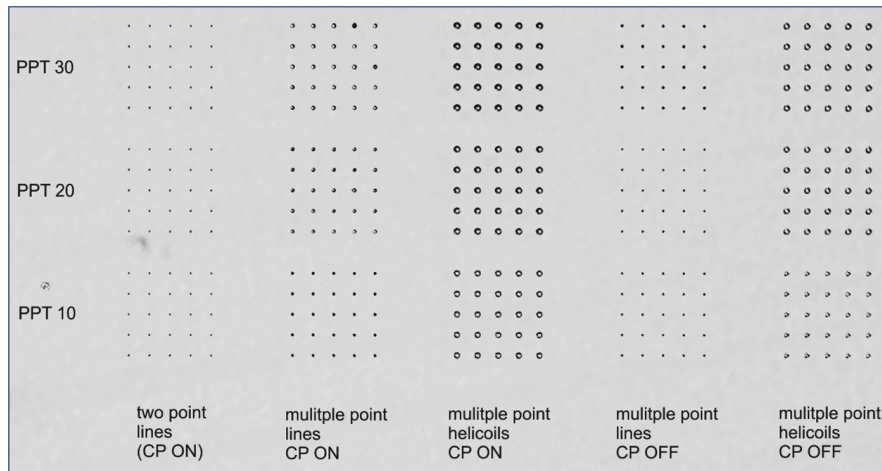 PPT 30
PPT 20
PPT 10
two point
lines
(CP ON)
mulitple point
lines
CP ON
mulitple point
helicoils
CP ON
mulitple point
lines
CP OFF
mulitple point
helicoils
CP OFF